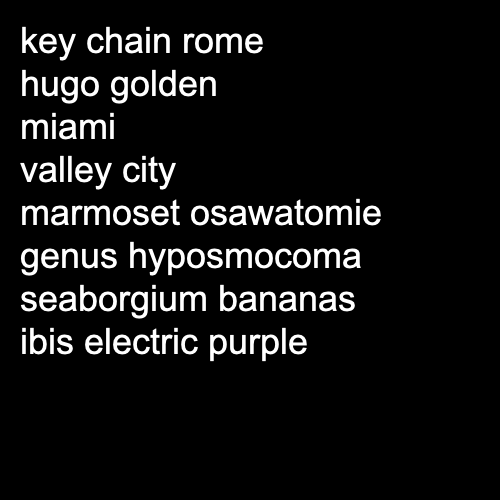 key chain rome
hugo golden
miami
valley city
marmoset osawatomie
genus hyposmocoma
seaborgium bananas
ibis electric purple